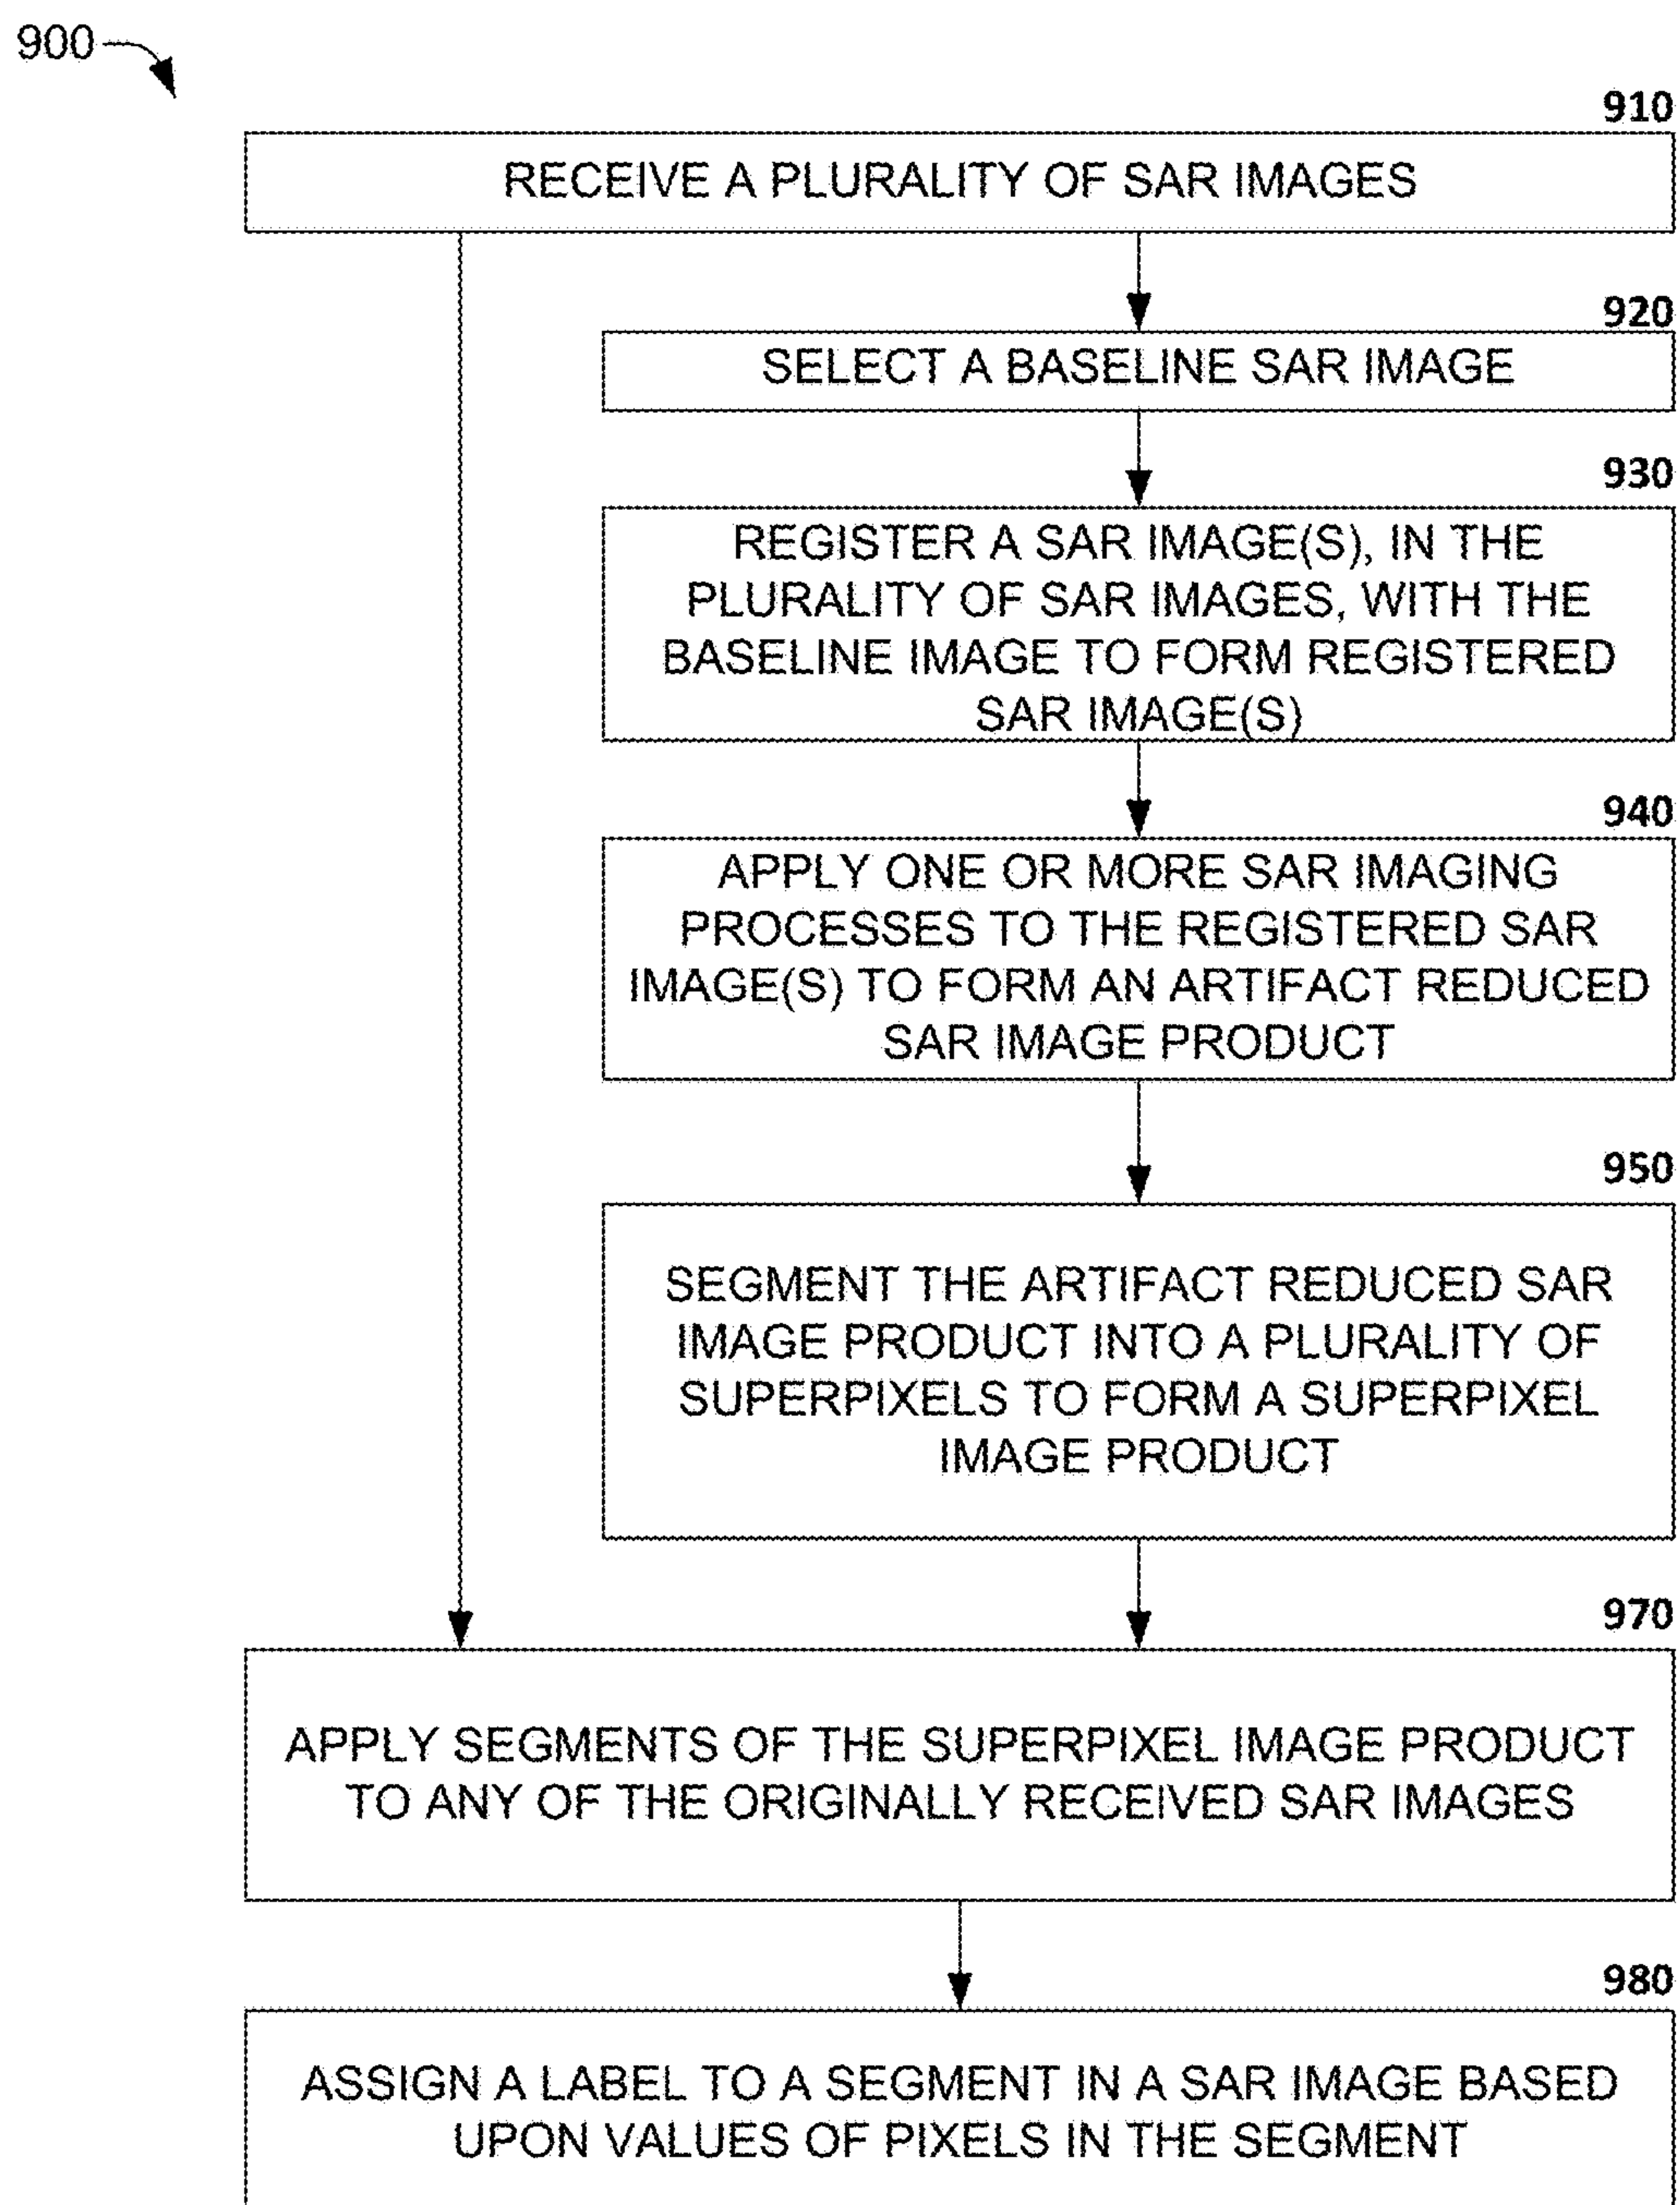 900
910
RECEIVE A PLURALITY OF SAR IMAGES
920
SELECT A BASELINE SAR IMAGE
930
REGISTER A SAR IMAGE(S), IN THE
PLURALITY OF SAR IMAGES, WITH THE
BASELINE IMAGE TO FORM REGISTERED
SAR IMAGE(S)
940
APPLY ONE OR MORE SAR IMAGING
PROCESSES TO THE REGISTERED SAR
IMAGE(S) TO FORM AN ARTIFACT REDUCED
SAR IMAGE PRODUCT
950
SEGMENT THE ARTIFACT REDUCED SAR
IMAGE PRODUCT INTO A PLURALITY OF
SUPERPIXELS TO FORM A SUPERPIXEL
IMAGE PRODUCT
970
APPLY SEGMENTS OF THE SUPERPIXEL IMAGE PRODUCT
TO ANY OF THE ORIGINALLY RECEIVED SAR IMAGES
980
ASSIGN A LABEL TO A SEGMENT IN A SAR IMAGE BASED
UPON VALUES OF PIXELS IN THE SEGMENT